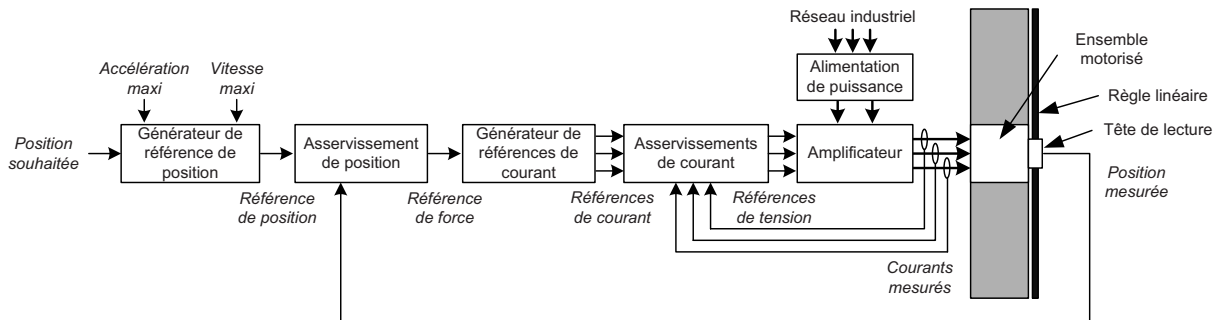 Réseau industriel
Ensemble
motorisé
Accélération
maxi
Vitesse
maxi
Alimentation
de puissance
Règle linéaire
Tête de lecture
Position
souhaitée
Générateur de
référence de
position
Asservissement
de position
Générateur de
références de
courant
Asservissements
de courant
Amplificateur
Position
mesurée
Référence
de position
Référence
de force
Références
de courant
Références
de tension
Courants
mesurés